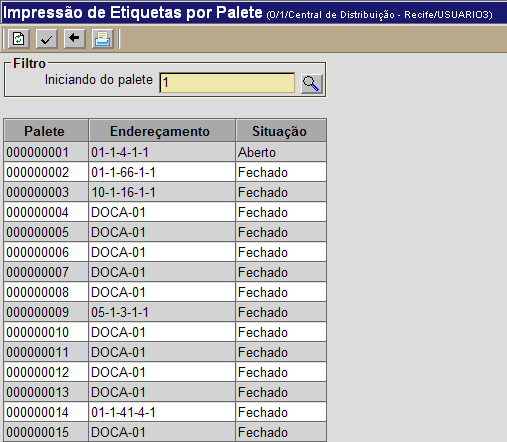 Impressão de Etiquetas por Palete (0/1/Central de Distribuição - Recife/USUARIO3)
Filtro
Iniciando do palete 1
Palete Endereçamento Situação
000000001 01-1-4-1-1 Aberto
000000002 01-1-66-1-1 Fechado
000000003 10-1-16-1-1 Fechado
000000004 DOCA-01 Fechado
000000005 DOCA-01 Fechado
000000006 DOCA-01 Fechado
000000007 DOCA-01 Fechado
000000008 DOCA-01 Fechado
000000009 05-1-3-1-1 Fechado
000000010 DOCA-01 Fechado
000000011 DOCA-01 Fechado
000000012 DOCA-01 Fechado
000000013 DOCA-01 Fechado
000000014 01-1-41-4-1 Fechado
000000015 DOCA-01 Fechado